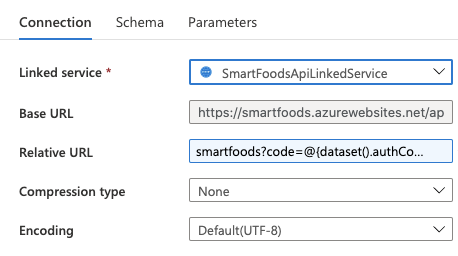 Connection Schema Parameters
Linked service * SmartFoodsApiLinkedService
Base URL https://smartfoods.azurewebsites.net/ap
Relative URL smartfoods?code=@{dataset().authCo...
Compression type None
Encoding Default(UTF-8)